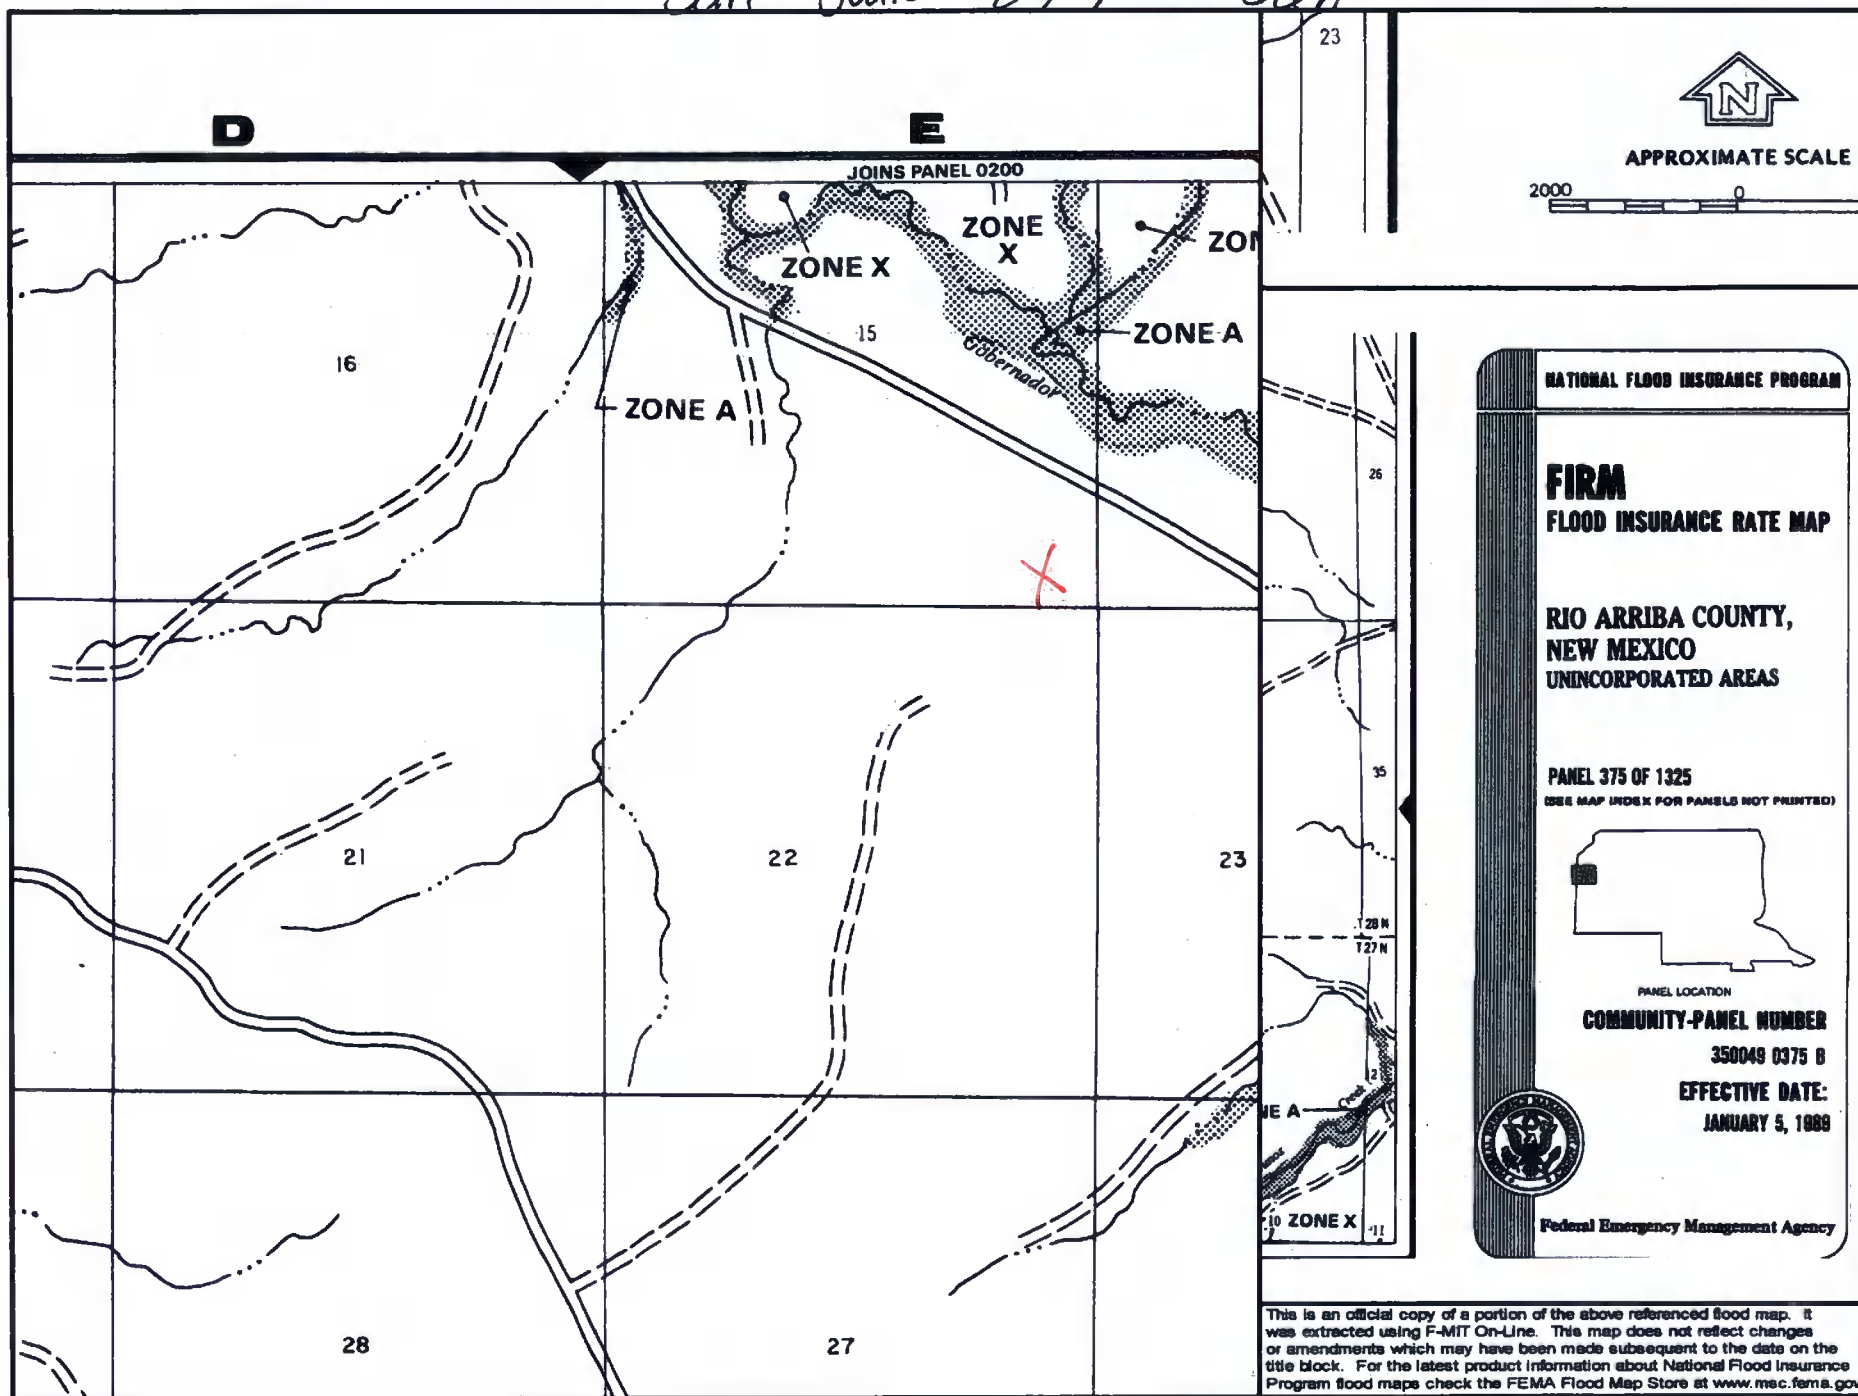 23
D
E
JOINS PANEL 0200
APPROXIMATE SCALE
2000 0
ZONE X
ZONE
X
ZONE A
15
Gobernador
16
ZONE A
26
21
22
23
35
T 28 N
T 27 N
2
10 ZONE X 11
28
27
NATIONAL FLOOD INSURANCE PROGRAM
FIRM
FLOOD INSURANCE RATE MAP
RIO ARRIBA COUNTY,
NEW MEXICO
UNINCORPORATED AREAS
PANEL 375 OF 1325
(SEE MAP INDEX FOR PANELS NOT PRINTED)
PANEL LOCATION
COMMUNITY-PANEL NUMBER
350049 0375 B
EFFECTIVE DATE:
JANUARY 5, 1989
Federal Emergency Management Agency
This is an official copy of a portion of the above referenced flood map. It
was extracted using F-MIT On-Line. This map does not reflect changes
or amendments which may have been made subsequent to the date on the
title block. For the latest product information about National Flood Insurance
Program flood maps check the FEMA Flood Map Store at www.msc.fema.gov